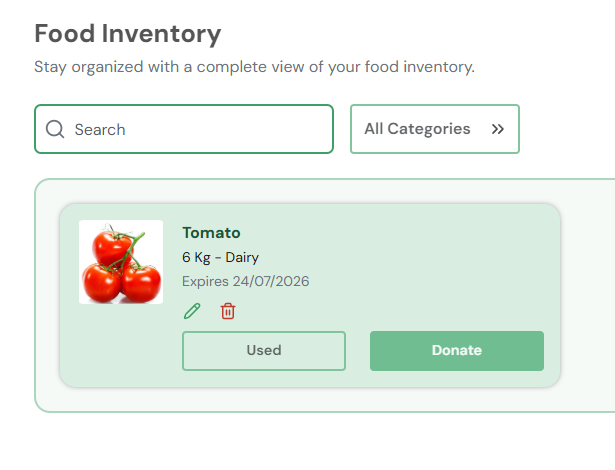 Food Inventory
Stay organized with a complete view of your food inventory.
Search
All Categories
Tomato
6 Kg - Dairy
Expires 24/07/2026
Used
Donate